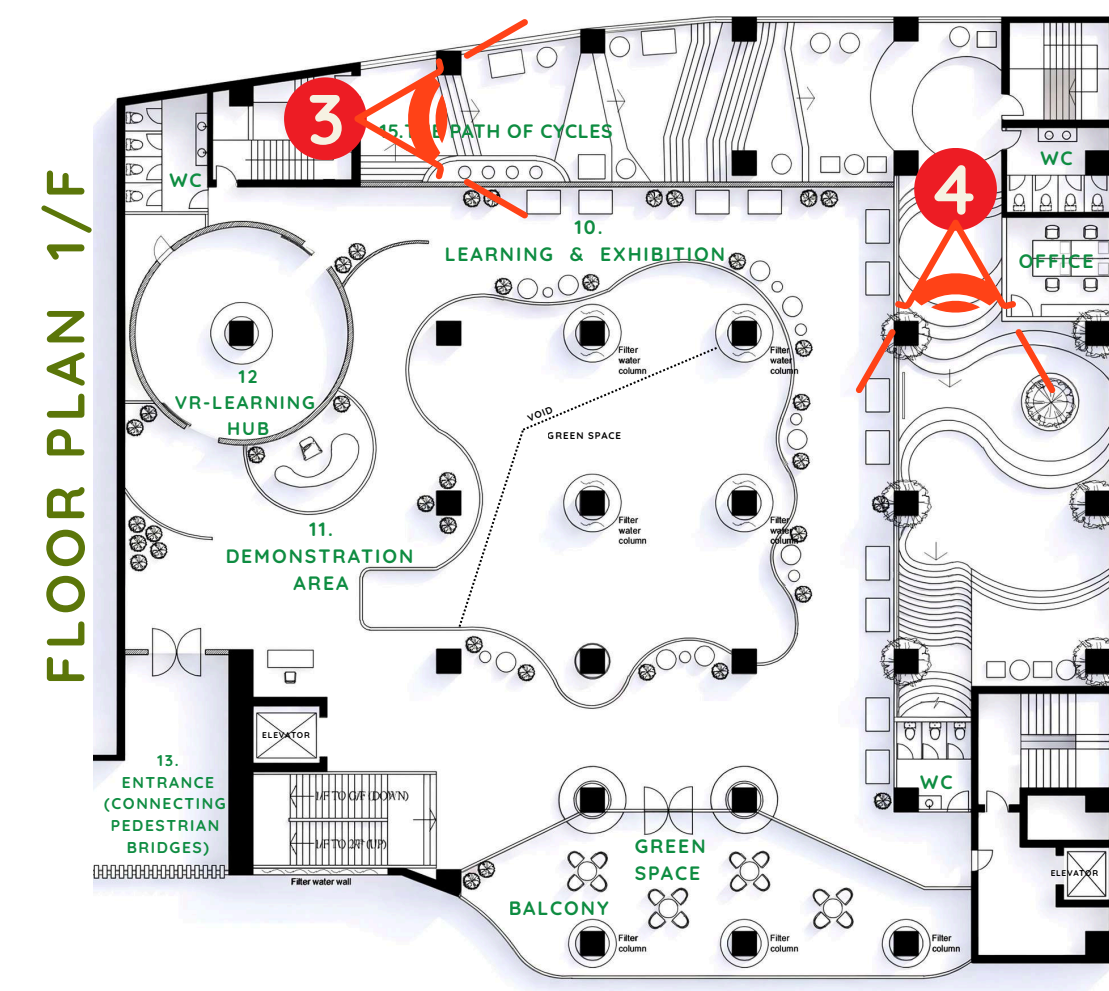 FLOOR PLAN 1/F
3
15. THE PATH OF CYCLES
4
WC
WC
10.
LEARNING & EXHIBITION
OFFICE
Filter
water
column
Filter
water
column
12
VR-LEARNING
HUB
VOID
GREEN SPACE
Filter
water
column
Filter
water
column
11.
DEMONSTRATION
AREA
ELEVATOR
13.
ENTRANCE
(CONNECTING
PEDESTRIAN
BRIDGES)
1/F TO G/F (DOWN)
1/F TO 2/F (UP)
Filter water wall
WC
GREEN
SPACE
BALCONY
ELEVATOR
Filter
column
Filter
column
Filter
column